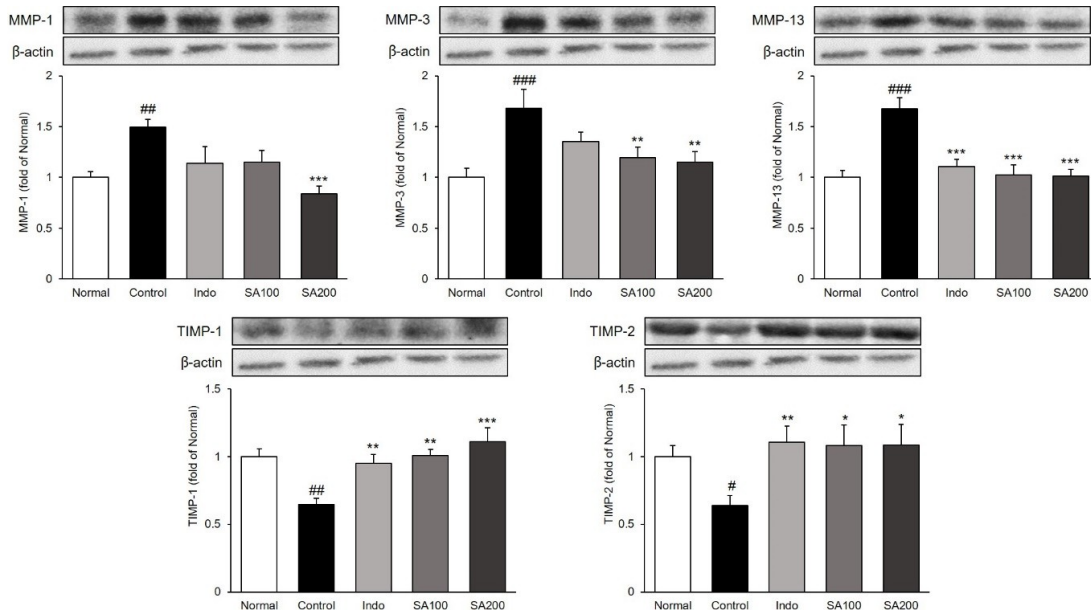 MMP-1
β-actin
2
1.5
1
0.5
0
MMP-1 (fold of Normal)
##
***
Normal Control Indo SA100 SA200
MMP-3
β-actin
2
1.5
1
0.5
0
MMP-3 (fold of Normal)
###
**
**
Normal Control Indo SA100 SA200
MMP-13
β-actin
2
1.5
1
0.5
0
MMP-13 (fold of Normal)
###
***
***
***
Normal Control Indo SA100 SA200
TIMP-1
β-actin
1.5
1
0.5
0
TIMP-1 (fold of Normal)
##
**
**
***
Normal Control Indo SA100 SA200
TIMP-2
β-actin
1.5
1
0.5
0
TIMP-2 (fold of Normal)
#
**
*
*
Normal Control Indo SA100 SA200